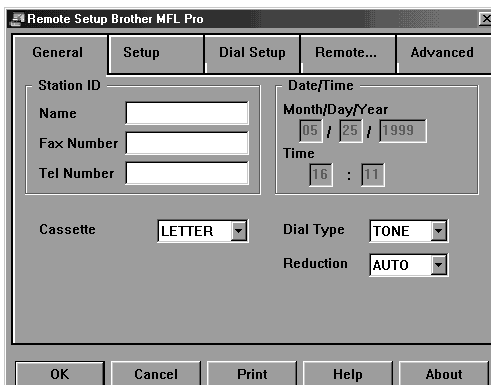 Remote Setup Brother MFL Pro
General Setup Dial Setup Remote... Advanced
Station ID
Name
Fax Number
Tel Number
Date/Time
Month/Day/Year
05 / 25 / 1999
Time
16 : 11
Cassette LETTER
Dial Type TONE
Reduction AUTO
OK Cancel Print Help About